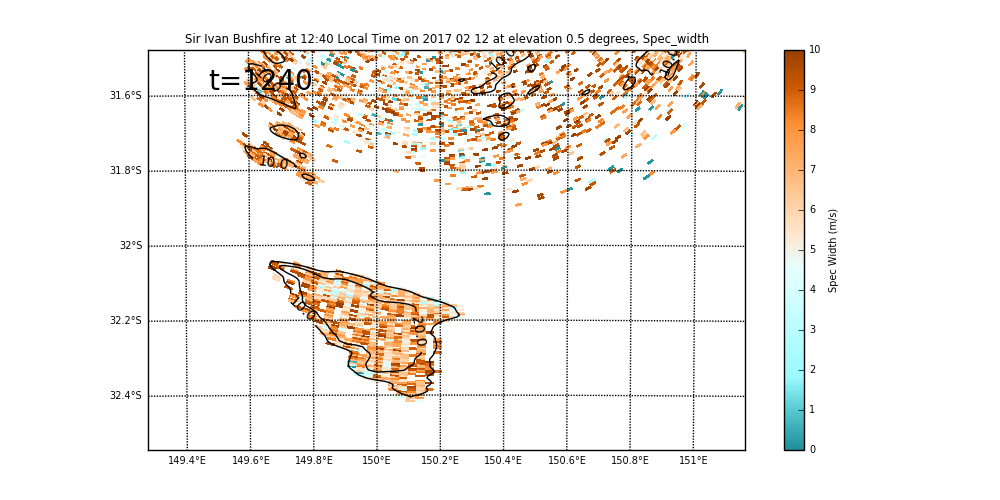 Sir Ivan Bushfire at 12:40 Local Time on 2017 02 12 at elevation 0.5 degrees, Spec_width
t=1240
31.6°S
31.8°S
32°S
32.2°S
32.4°S
10.0
20.0
149.4°E 149.6°E 149.8°E 150°E 150.2°E 150.4°E 150.6°E 150.8°E 151°E
10
9
8
7
6
5
4
3
2
1
0
Spec Width (m/s)